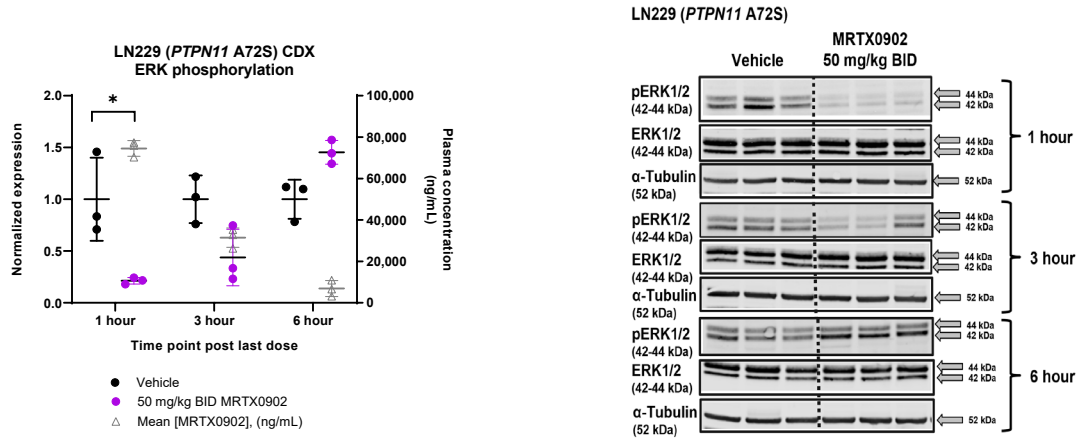 LN229 (PTPN11 A72S) CDX
ERK phosphorylation
2.0
1.5
1.0
0.5
0.0
Normalized expression
*
100,000
80,000
60,000
40,000
20,000
0
Plasma concentration
(ng/mL)
1 hour
3 hour
6 hour
Time point post last dose
Vehicle
50 mg/kg BID MRTX0902
Mean [MRTX0902], (ng/mL)
LN229 (PTPN11 A72S)
Vehicle
MRTX0902
50 mg/kg BID
pERK1/2
(42-44 kDa)
44 kDa
42 kDa
ERK1/2
(42-44 kDa)
44 kDa
42 kDa
α-Tubulin
(52 kDa)
52 kDa
1 hour
pERK1/2
(42-44 kDa)
44 kDa
42 kDa
ERK1/2
(42-44 kDa)
44 kDa
42 kDa
α-Tubulin
(52 kDa)
52 kDa
3 hour
pERK1/2
(42-44 kDa)
44 kDa
42 kDa
ERK1/2
(42-44 kDa)
44 kDa
42 kDa
α-Tubulin
(52 kDa)
52 kDa
6 hour